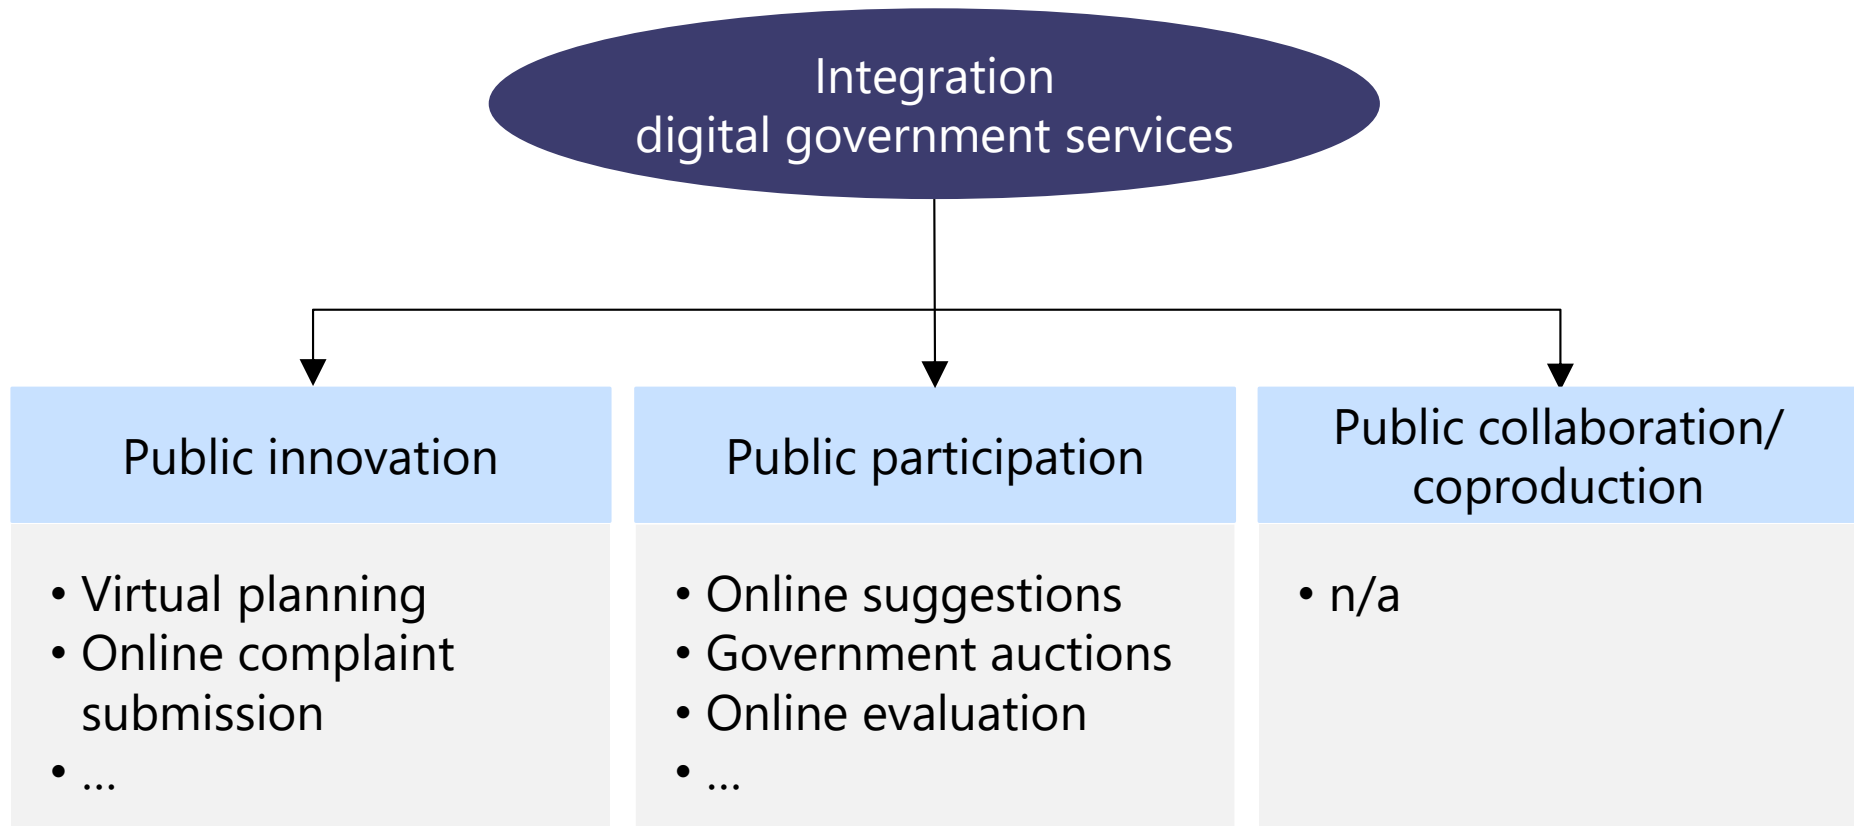 Integration
digital government services
Public innovation
• Virtual planning
• Online complaint
submission
• ...
Public participation
• Online suggestions
• Government auctions
• Online evaluation
• ...
Public collaboration/
coproduction
• n/a